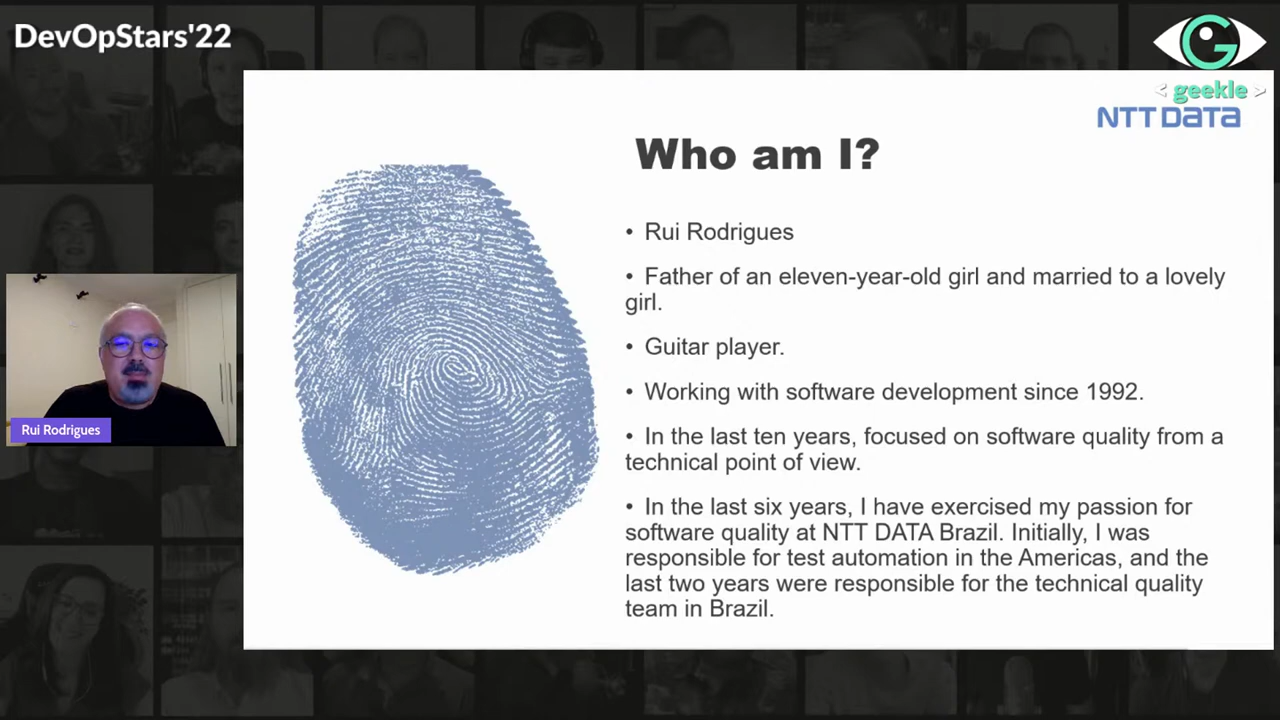 DevOpStars'22
< geekle >
NTT DATA
Who am I?
• Rui Rodrigues
• Father of an eleven-year-old girl and married to a lovely
girl.
• Guitar player.
• Working with software development since 1992.
• In the last ten years, focused on software quality from a
technical point of view.
• In the last six years, I have exercised my passion for
software quality at NTT DATA Brazil. Initially, I was
responsible for test automation in the Americas, and the
last two years were responsible for the technical quality
team in Brazil.
Rui Rodrigues